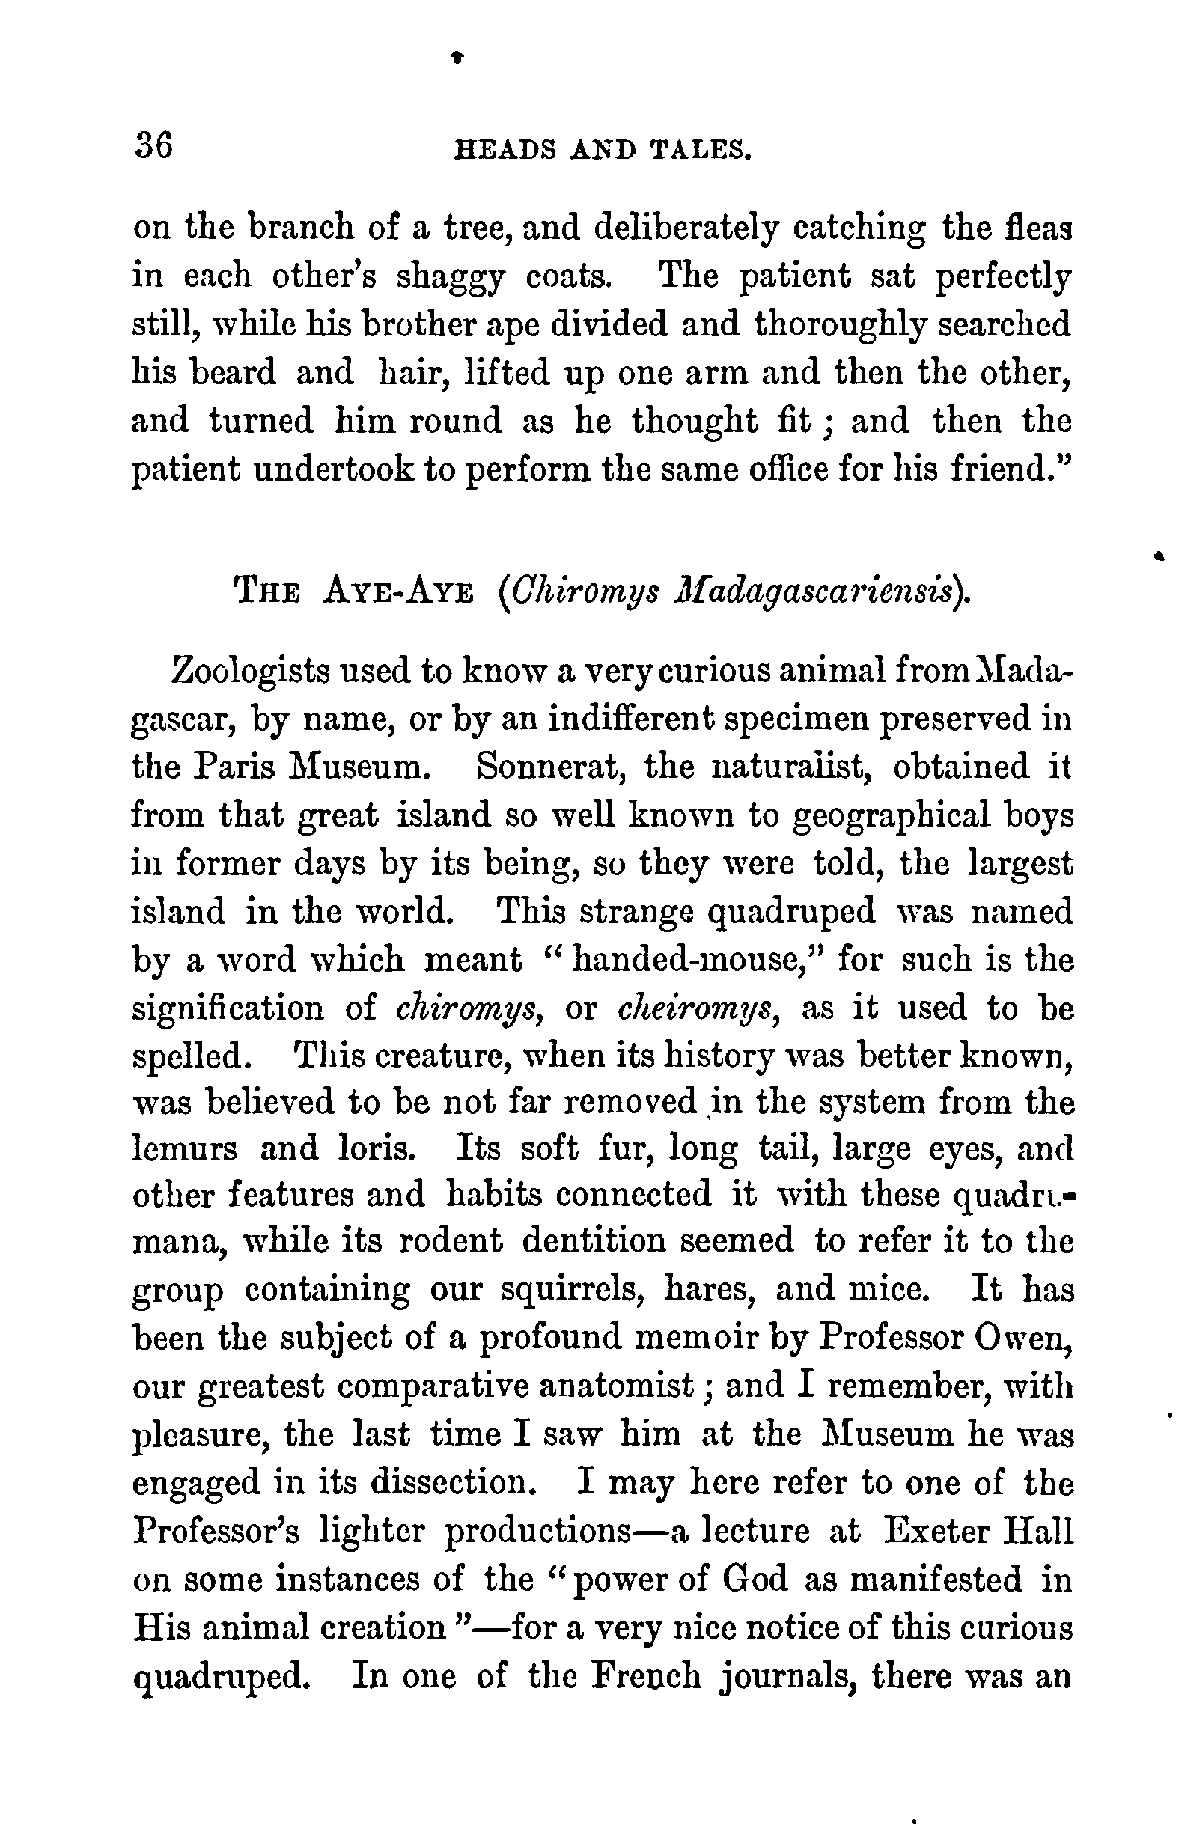 36 HEADS AND TALES.
on the branch of a tree, and deliberately catching the fleas
in each other's shaggy coats. The patient sat perfectly
still, while his brother ape divided and thoroughly searched
his beard and hair, lifted up one arm and then the other,
and turned him round as he thought fit; and then the
patient undertook to perform the same office for his friend."
THE AYE-AYE (Chiromys Madagascariensis).
Zoologists used to know a very curious animal from Mada-
gascar, by name, or by an indifferent specimen preserved in
the Paris Museum. Sonnerat, the naturalist, obtained it
from that great island so well known to geographical boys
in former days by its being, so they were told, the largest
island in the world. This strange quadruped was named
by a word which meant "handed-mouse," for such is the
signification of chiromys, or cheiromys, as it used to be
spelled. This creature, when its history was better known,
was believed to be not far removed in the system from the
lemurs and loris. Its soft fur, long tail, large eyes, and
other features and habits connected it with these quadru-
mana, while its rodent dentition seemed to refer it to the
group containing our squirrels, hares, and mice. It has
been the subject of a profound memoir by Professor Owen,
our greatest comparative anatomist; and I remember, with
pleasure, the last time I saw him at the Museum he was
engaged in its dissection. I may here refer to one of the
Professor's lighter productions—a lecture at Exeter Hall
on some instances of the "power of God as manifested in
His animal creation"—for a very nice notice of this curious
quadruped. In one of the French journals, there was an